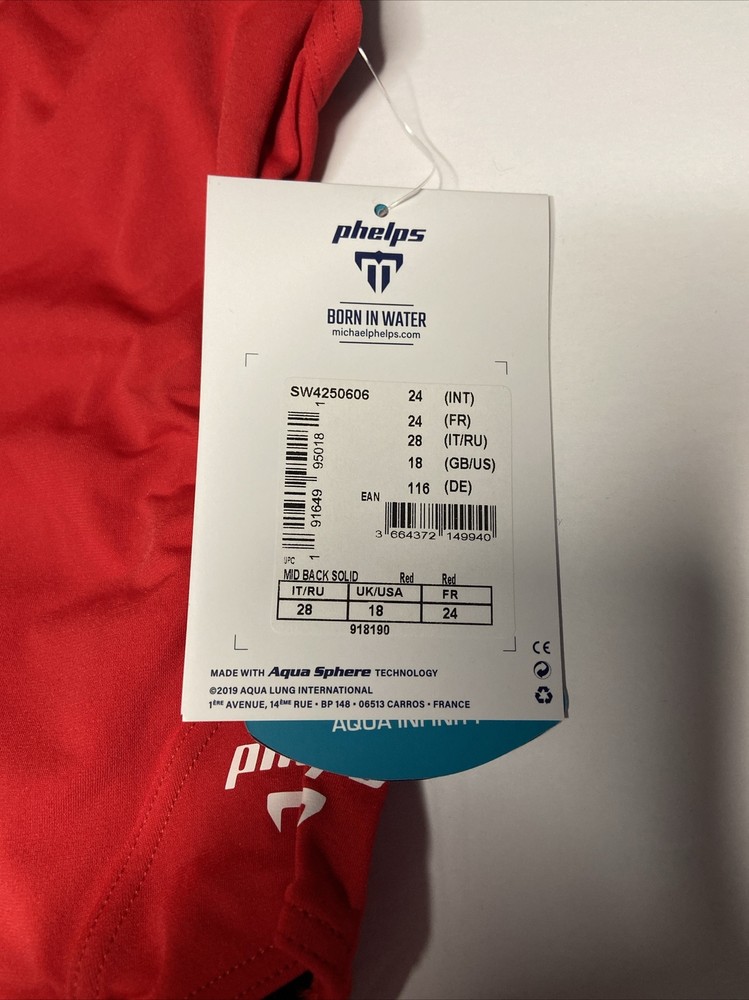 phelps
BORN IN WATER
michaelphelps.com
SW4250606
24 (INT)
24 (FR)
28 (IT/RU)
18 (GB/US)
116 (DE)
1 91649 95018 1
UPC
EAN
3 664372 149940
MID BACK SOLID Red Red
IT/RU UK/USA FR
28 18 24
918190
CE
MADE WITH Aqua Sphere TECHNOLOGY
©2019 AQUA LUNG INTERNATIONAL
1ÈRE AVENUE, 14ÈME RUE • BP 148 • 06513 CARROS • FRANCE
AQUA